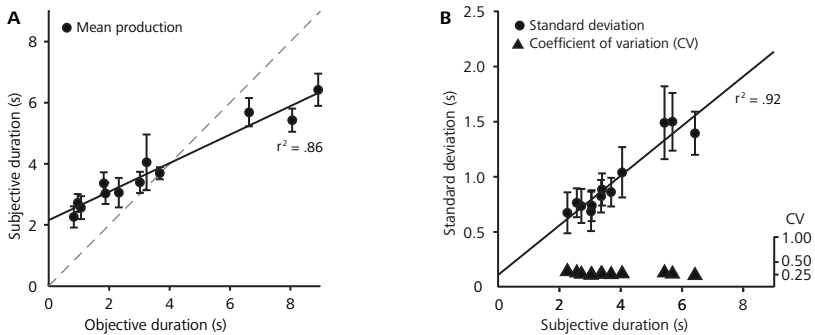 A
Mean production
8
6
4
2
0
Subjective duration (s)
r² = .86
0 2 4 6 8
Objective duration (s)
B
Standard deviation
Coefficient of variation (CV)
2.5
2.0
1.5
1.0
0.5
0
Standard deviation (s)
r² = .92
CV
1.00
0.50
0.25
0 2 4 6 8
Subjective duration (s)